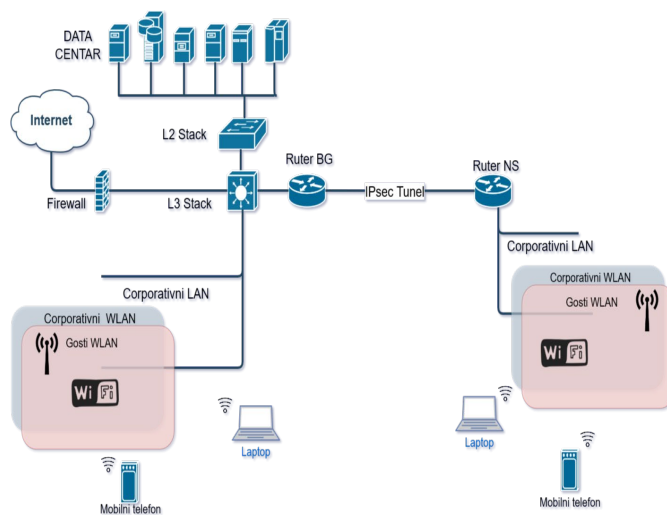 DATA
CENTAR
Internet
L2 Stack
Ruter BG
Ruter NS
IPsec Tunel
Firewall
L3 Stack
Corporativni LAN
Corporativni WLAN
Gosti WLAN
Wi Fi
Corporativni LAN
Corporativni WLAN
Gosti WLAN
Wi Fi
Laptop
Laptop
Mobilni telefon
Mobilni telefon